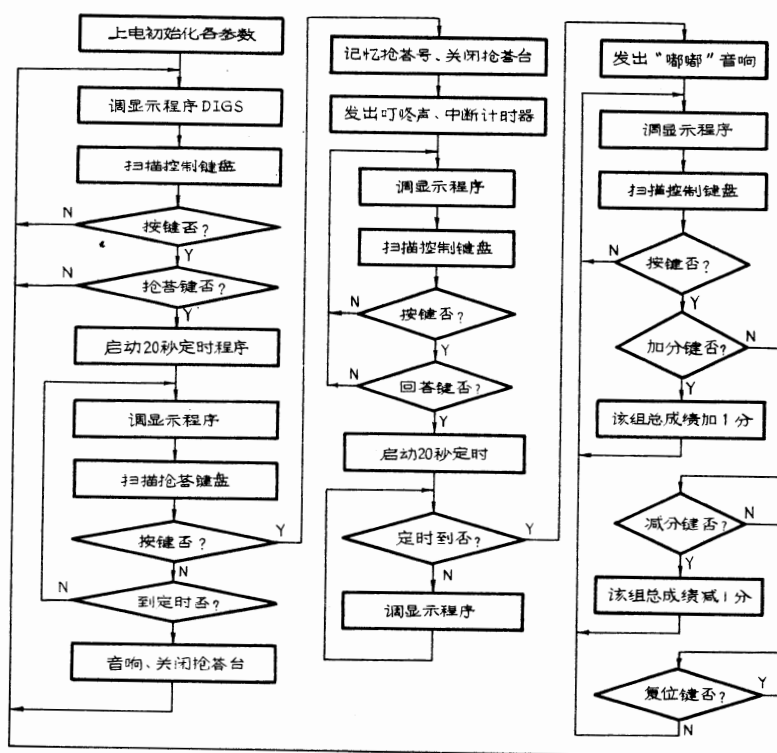 上电初始化各参数
调显示程序DIGS
扫描控制键盘
按键否?
N
Y
抢答键否?
N
Y
启动20秒定时程序
调显示程序
扫描抢答键盘
按键否?
Y
N
到定时否?
N
音响、关闭抢答台
记忆抢答号、关闭抢答台
发出叮咚声、中断计时器
调显示程序
扫描控制键盘
按键否?
N
Y
回答键否?
N
Y
启动20秒定时
定时到否?
Y
N
调显示程序
发出“嘟嘟”音响
调显示程序
扫描控制键盘
按键否?
N
Y
加分键否?
N
Y
该组总成绩加1分
减分键否?
N
Y
该组总成绩减1分
复位键否?
Y
N